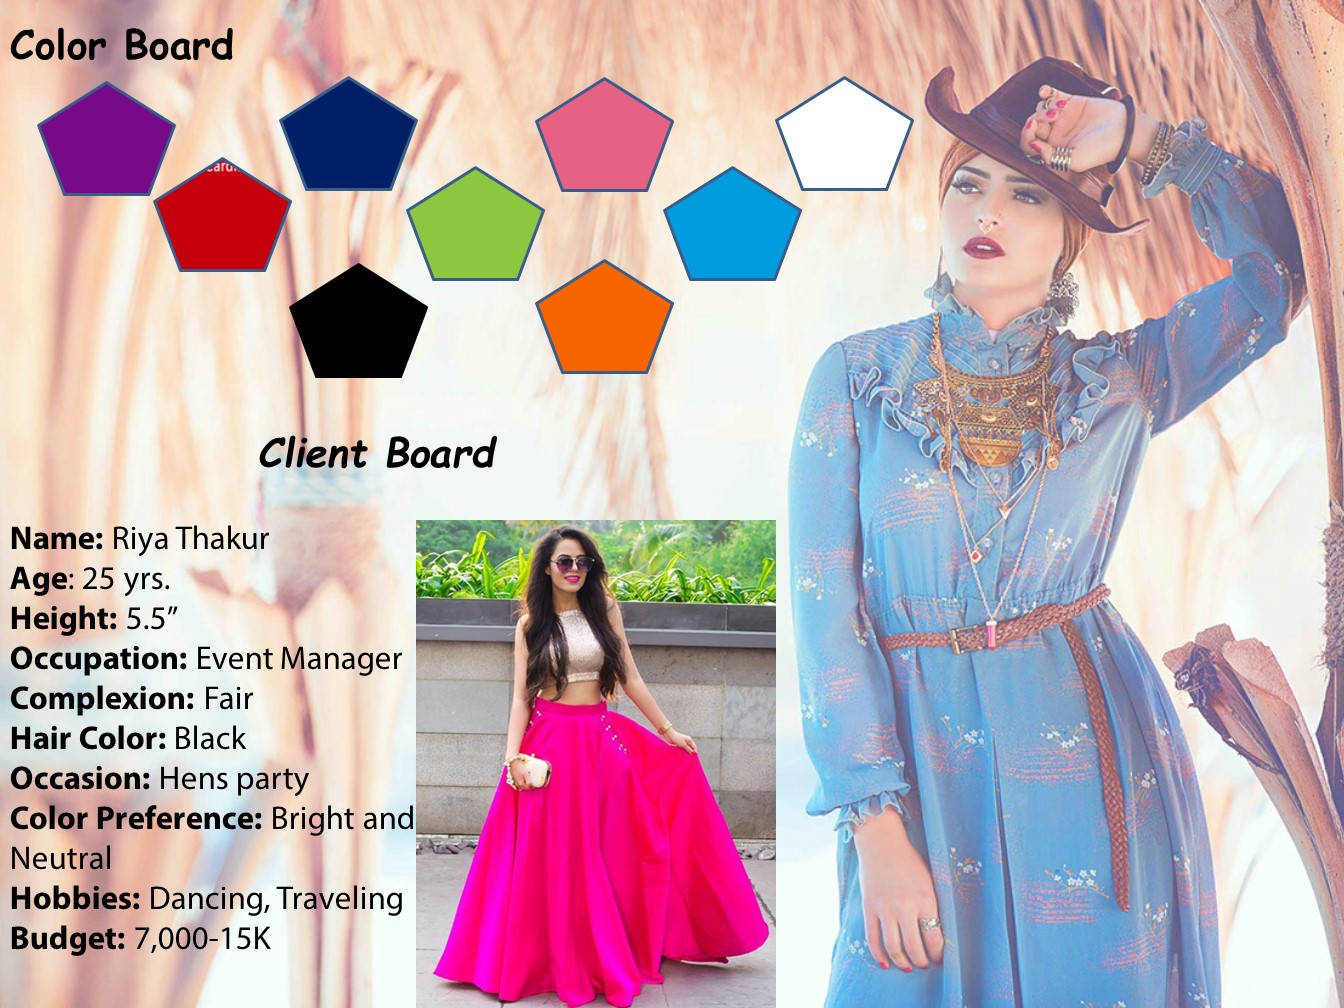 Color Board
Client Board
Name: Riya Thakur
Age: 25 yrs.
Height: 5.5”
Occupation: Event Manager
Complexion: Fair
Hair Color: Black
Occasion: Hens party
Color Preference: Bright and
Neutral
Hobbies: Dancing, Traveling
Budget: 7,000-15K